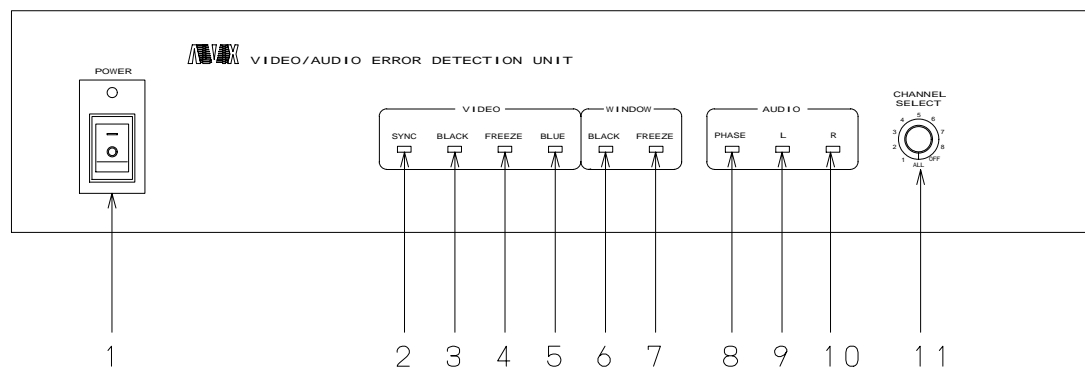 VIDEO/AUDIO ERROR DETECTION UNIT
POWER
CHANNEL
SELECT
VIDEO WINDOW AUDIO
SYNC BLACK FREEZE BLUE BLACK FREEZE PHASE L R
1 2 3 4 5 6 7 8 OFF ALL
1 2 3 4 5 6 7 8 9 10 11